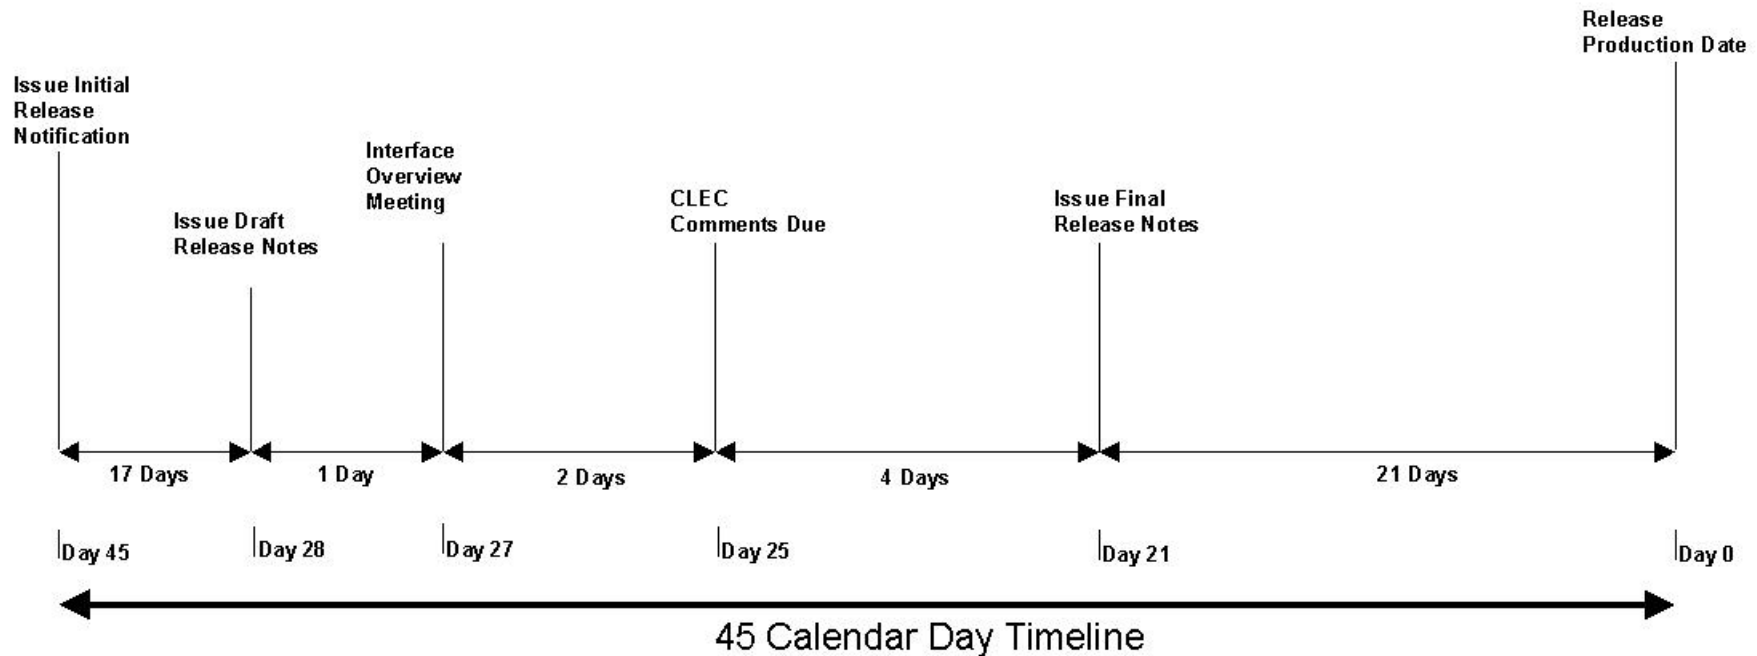 Release
Production Date
Issue Initial
Release
Notification
Interface
Overview
Meeting
CLEC
Comments Due
Issue Final
Release Notes
Issue Draft
Release Notes
17 Days
1 Day
2 Days
4 Days
21 Days
Day 45
Day 28
Day 27
Day 25
Day 21
Day 0
45 Calendar Day Timeline